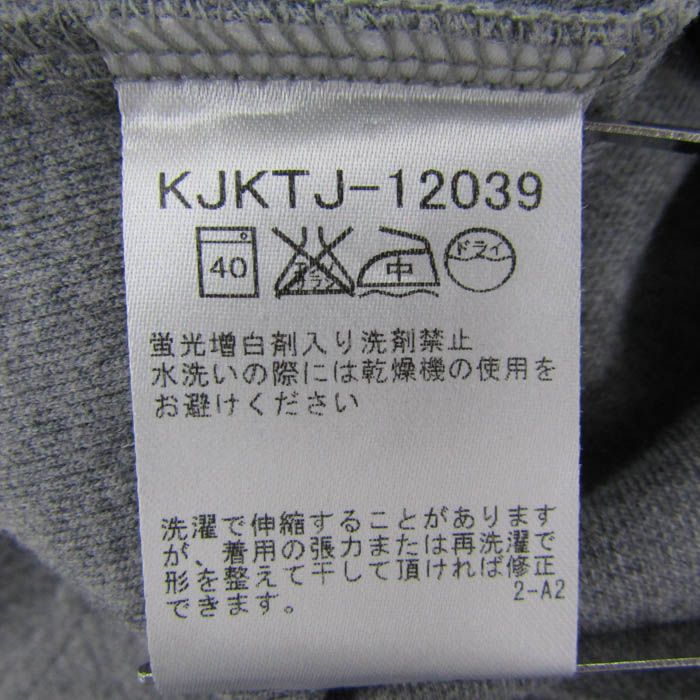 KJKTJ-12039
40 中 ドライ
蛍光増白剤入り洗剤禁止
水洗いの際には乾燥機の使用を
お避けください
洗濯で伸縮することがあります
が、着用の張力または再洗濯で
形を整えて干して頂ければ修正
できます。
2-A2